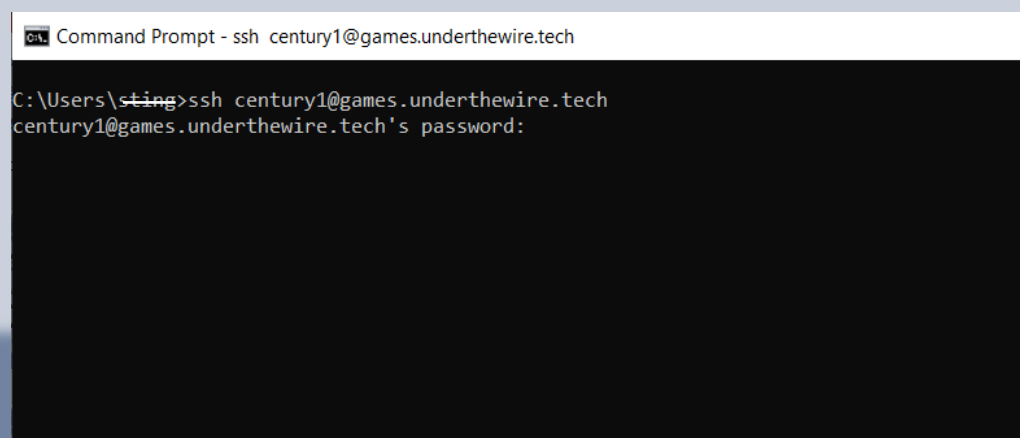 Command Prompt - ssh  century1@games.underthewire.tech
C:\Users\sting>ssh century1@games.underthewire.tech
century1@games.underthewire.tech's password: